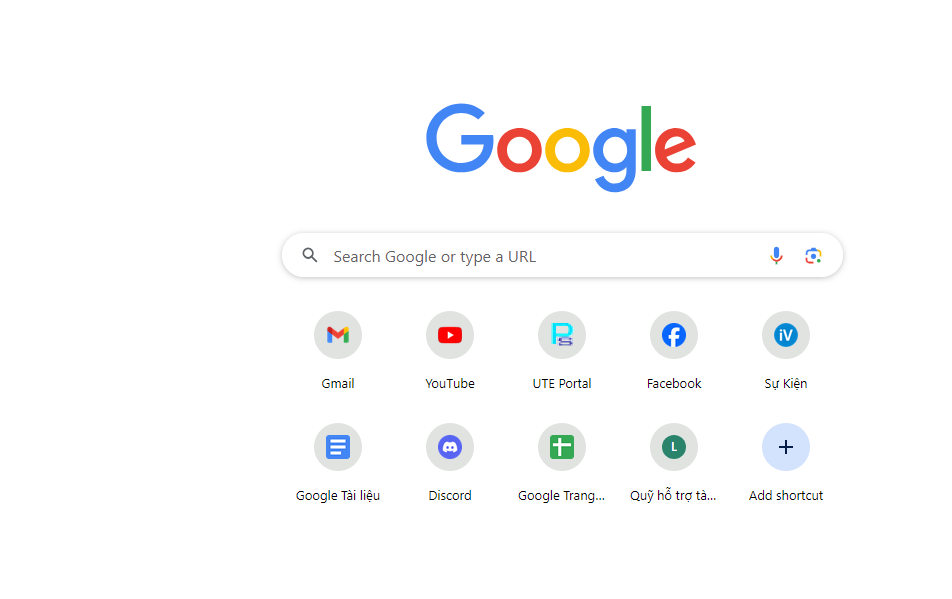 Google
Search Google or type a URL
Gmail
YouTube
UTE Portal
Facebook
iV
Sự Kiện
Google Tài liệu
Discord
Google Trang...
L
Quỹ hỗ trợ tà...
Add shortcut